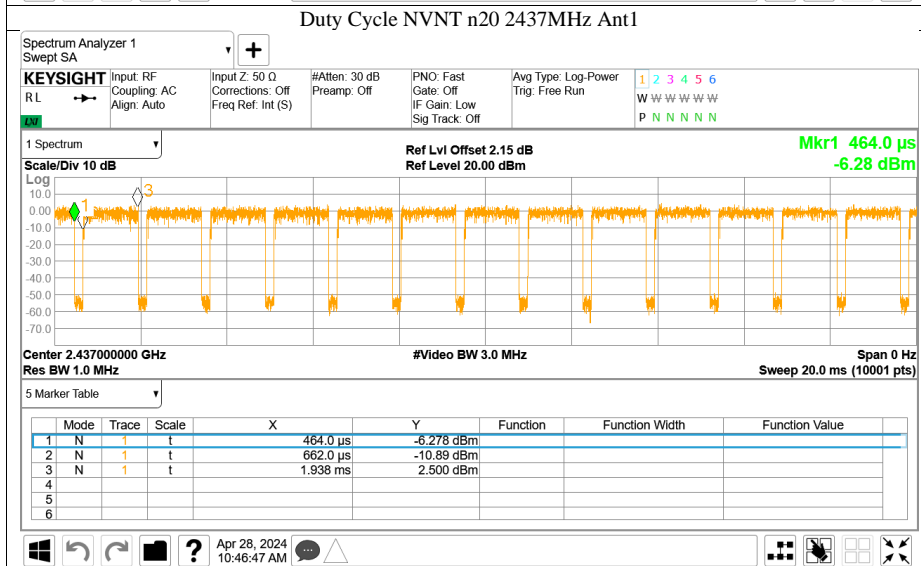 Duty Cycle NVNT n20 2437MHz Ant1
Spectrum Analyzer 1
Swept SA
KEYSIGHT Input: RF Input Z: 50 Ω #Atten: 30 dB PNO: Fast Avg Type: Log-Power 1 2 3 4 5 6
R L Coupling: AC Corrections: Off Preamp: Off Gate: Off Trig: Free Run W W W W W W
Align: Auto Freq Ref: Int (S) IF Gain: Low
LXI Sig Track: Off P N N N N N
1 Spectrum Ref Lvl Offset 2.15 dB Mkr1 464.0 µs
Scale/Div 10 dB Ref Level 20.00 dBm -6.28 dBm
Log
1 3
10.0
0.00
-10.0
-20.0
-30.0
-40.0
-50.0
-60.0
-70.0
Center 2.437000000 GHz #Video BW 3.0 MHz Span 0 Hz
Res BW 1.0 MHz Sweep 20.0 ms (10001 pts)
5 Marker Table
Mode Trace Scale X Y Function Function Width Function Value
1 N 1 t 464.0 µs -6.278 dBm
2 N 1 t 662.0 µs -10.89 dBm
3 N 1 t 1.938 ms 2.500 dBm
4
5
6
? Apr 28, 2024
10:46:47 AM